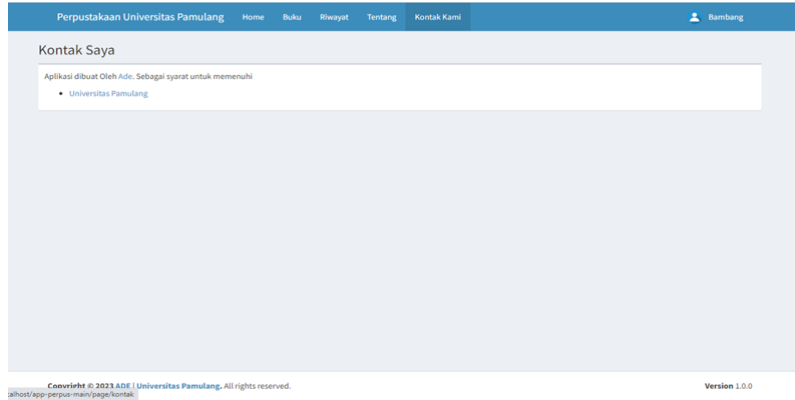 Perpustakaan Universitas Pamulang Home Buku Riwayat Tentang Kontak Kami Bambang
Kontak Saya
Aplikasi dibuat Oleh Ade. Sebagai syarat untuk memenuhi
• Universitas Pamulang
Copyright © 2023 ADE | Universitas Pamulang. All rights reserved. Version 1.0.0
alhost/app-perpus-main/page/kontak